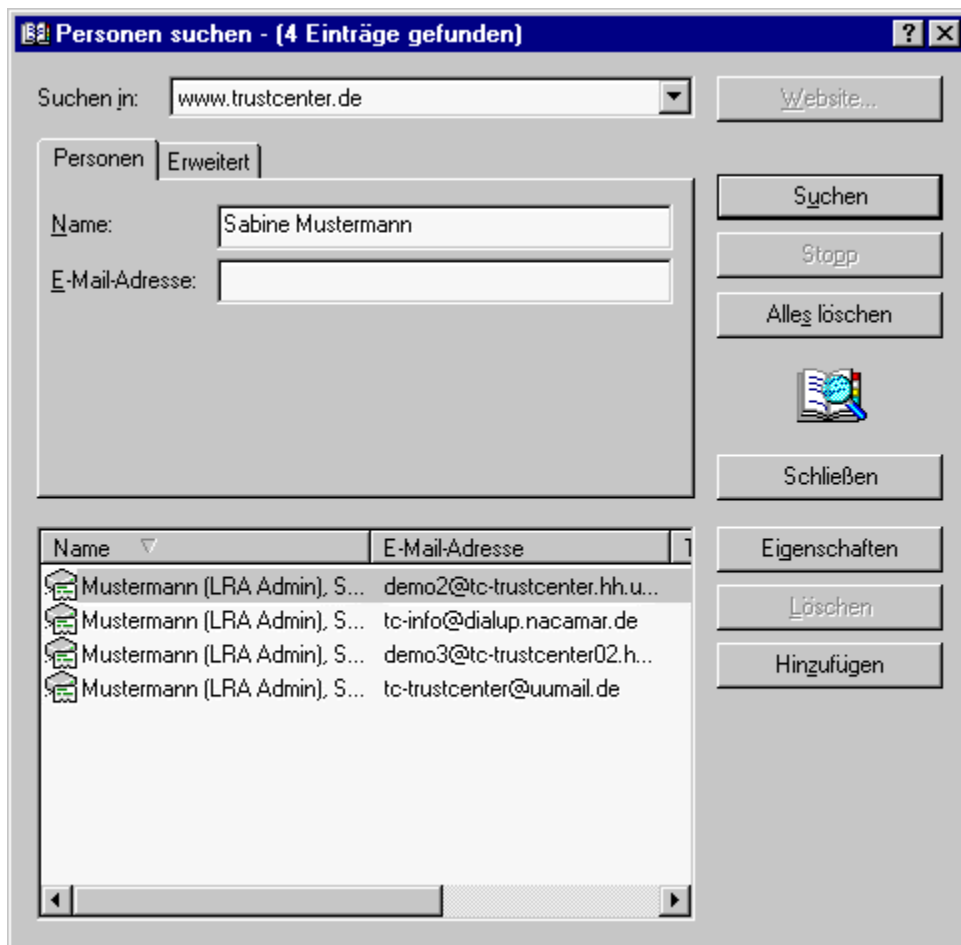 Personen suchen - (4 Einträge gefunden)
Suchen in: www.trustcenter.de
Website...
Personen Erweitert
Name: Sabine Mustermann
E-Mail-Adresse:
Suchen
Stopp
Alles löschen
Schließen
Name E-Mail-Adresse
Mustermann (LRA Admin), S... demo2@tc-trustcenter.hh.u...
Mustermann (LRA Admin), S... tc-info@dialup.nacamar.de
Mustermann (LRA Admin), S... demo3@tc-trustcenter02.h...
Mustermann (LRA Admin), S... tc-trustcenter@uumail.de
Eigenschaften
Löschen
Hinzufügen